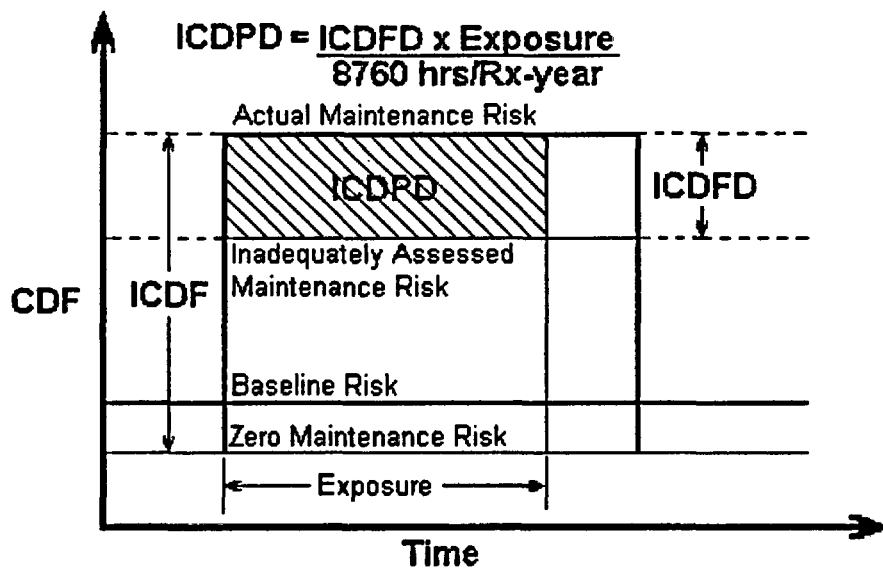 ICDPD = ICDFD x Exposure
8760 hrs/Rx-year
Actual Maintenance Risk
ICDPD
ICDFD
Inadequately Assessed
Maintenance Risk
CDF
ICDF
Baseline Risk
Zero Maintenance Risk
Exposure
Time